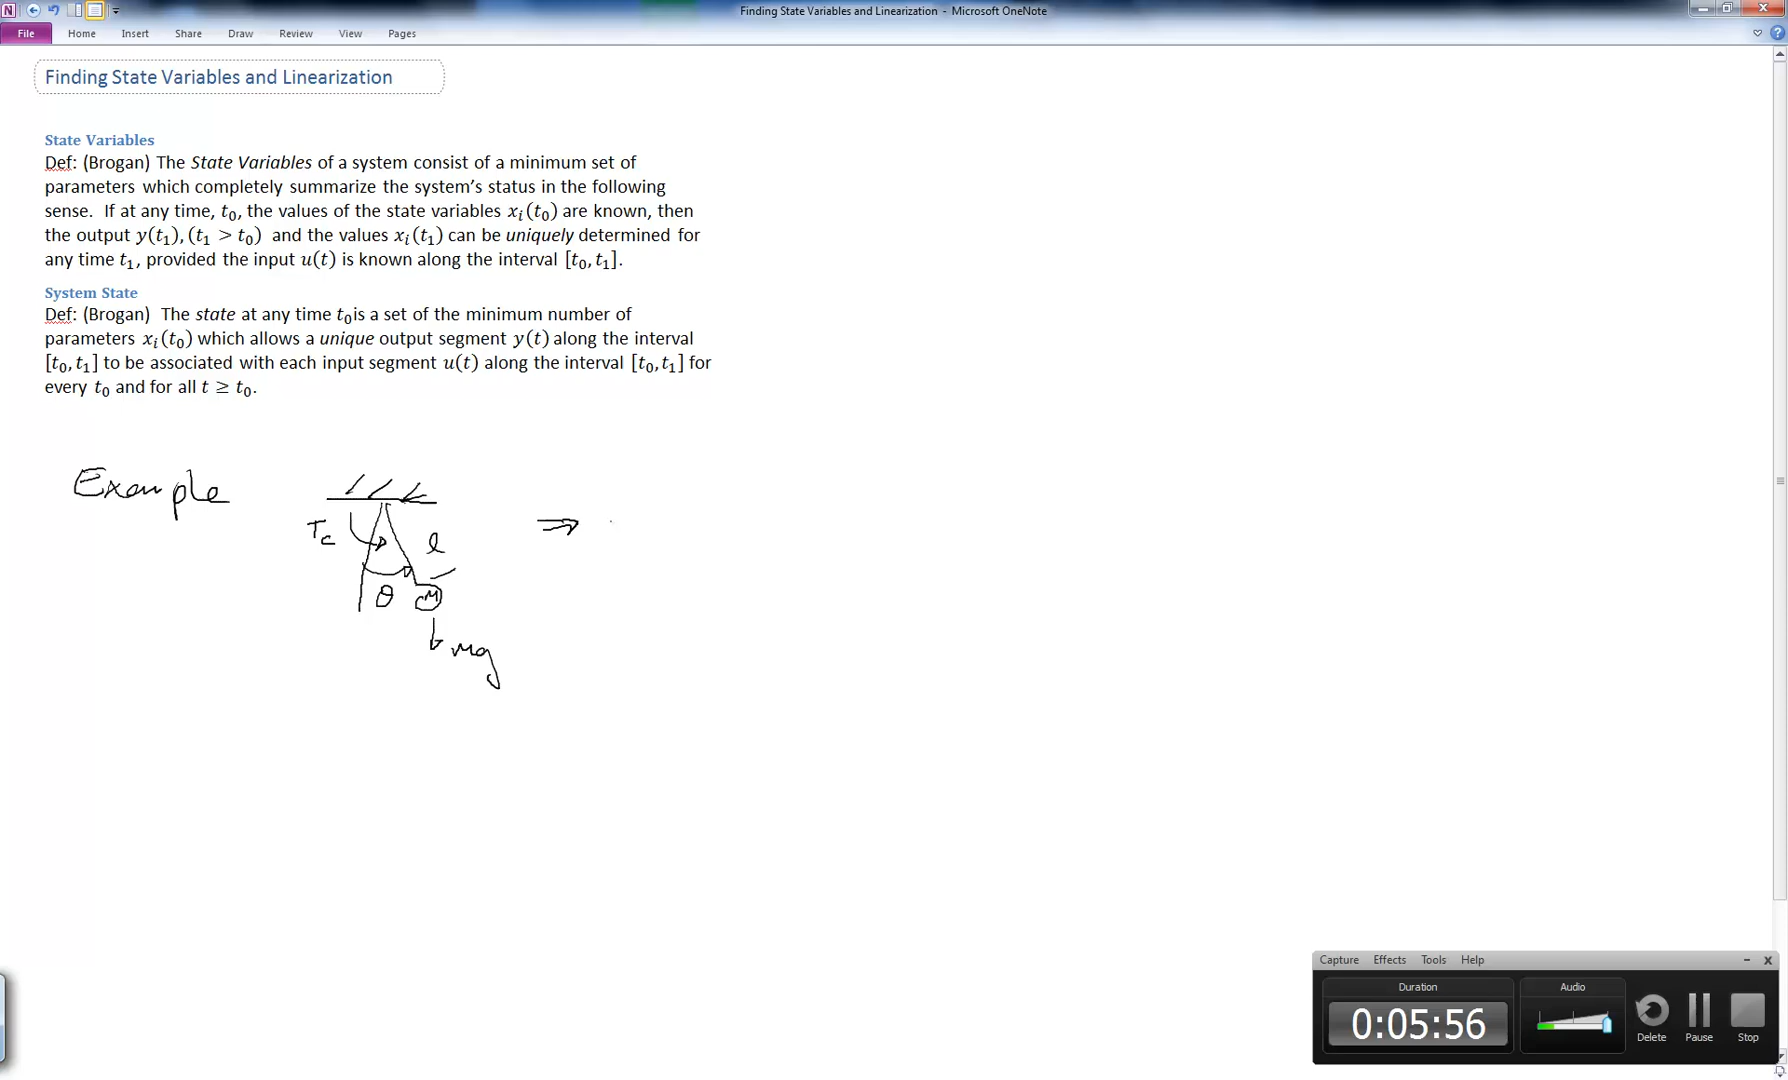 Finding State Variables and Linearization - Microsoft OneNote
File Home Insert Share Draw Review View Pages
Finding State Variables and Linearization
State Variables
Def: (Brogan) The State Variables of a system consist of a minimum set of
parameters which completely summarize the system's status in the following
sense. If at any time, t₀, the values of the state variables xᵢ(t₀) are known, then
the output y(t₁), (t₁ > t₀) and the values xᵢ(t₁) can be uniquely determined for
any time t₁, provided the input u(t) is known along the interval [t₀, t₁].
System State
Def: (Brogan) The state at any time t₀is a set of the minimum number of
parameters xᵢ(t₀) which allows a unique output segment y(t) along the interval
[t₀, t₁] to be associated with each input segment u(t) along the interval [t₀, t₁] for
every t₀ and for all t ≥ t₀.
Example
T_c
l
θ
M
mg
Capture Effects Tools Help
Duration Audio
0:05:56
Delete Pause Stop